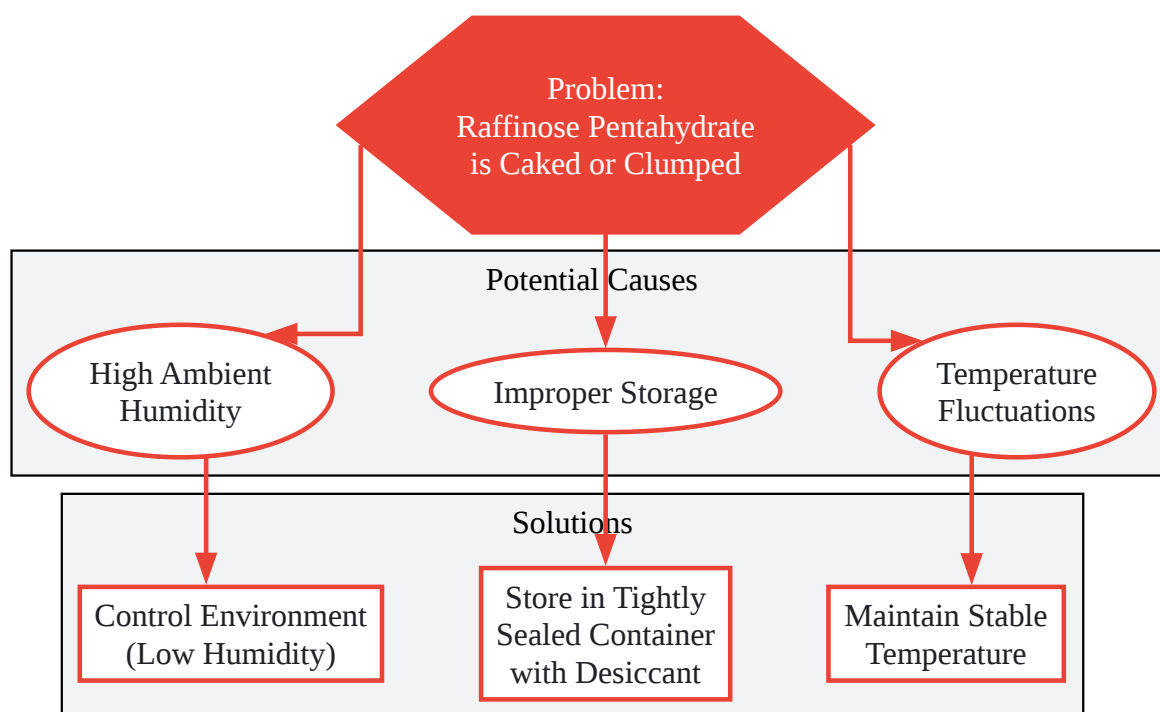 Problem:
Raffinose Pentahydrate
is Caked or Clumped
Potential Causes
High Ambient
Humidity
Improper Storage
Temperature
Fluctuations
Solutions
Control Environment
(Low Humidity)
Store in Tightly
Sealed Container
with Desiccant
Maintain Stable
Temperature